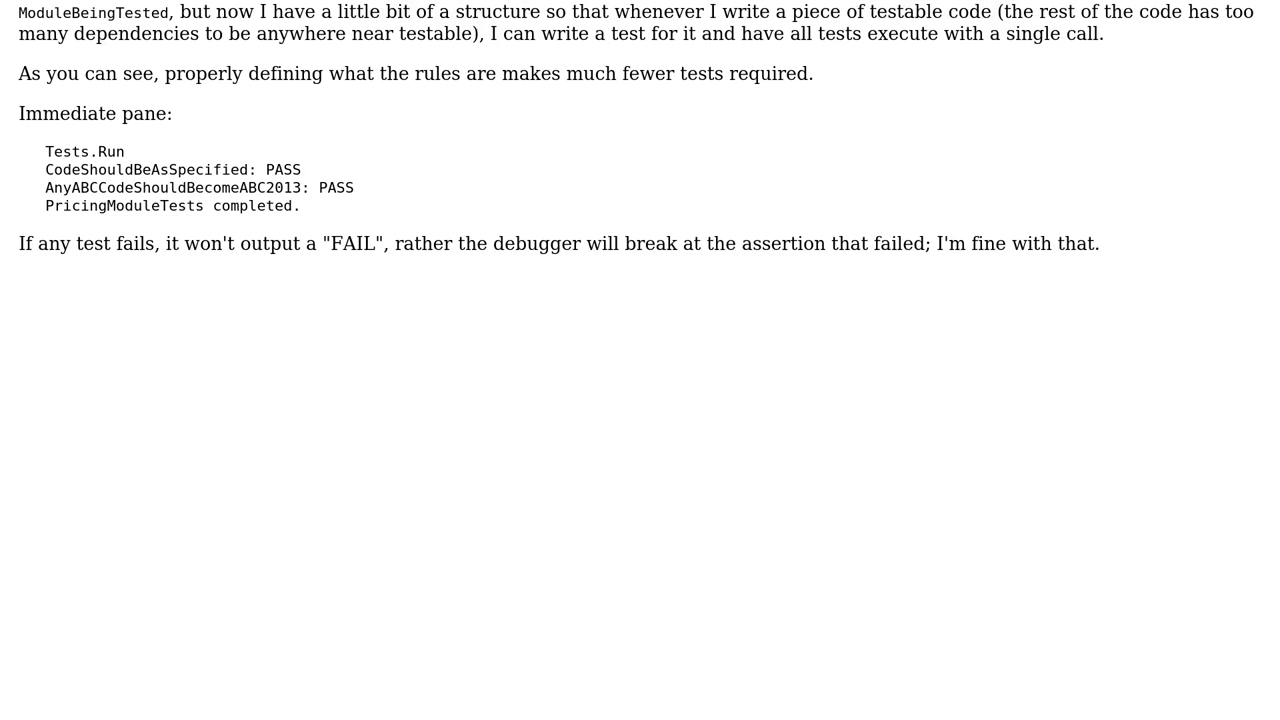 ModuleBeingTested, but now I have a little bit of a structure so that whenever I write a piece of testable code (the rest of the code has too
many dependencies to be anywhere near testable), I can write a test for it and have all tests execute with a single call.
As you can see, properly defining what the rules are makes much fewer tests required.
Immediate pane:
Tests.Run
CodeShouldBeAsSpecified: PASS
AnyABCCodeShouldBecomeABC2013: PASS
PricingModuleTests completed.
If any test fails, it won't output a "FAIL", rather the debugger will break at the assertion that failed; I'm fine with that.